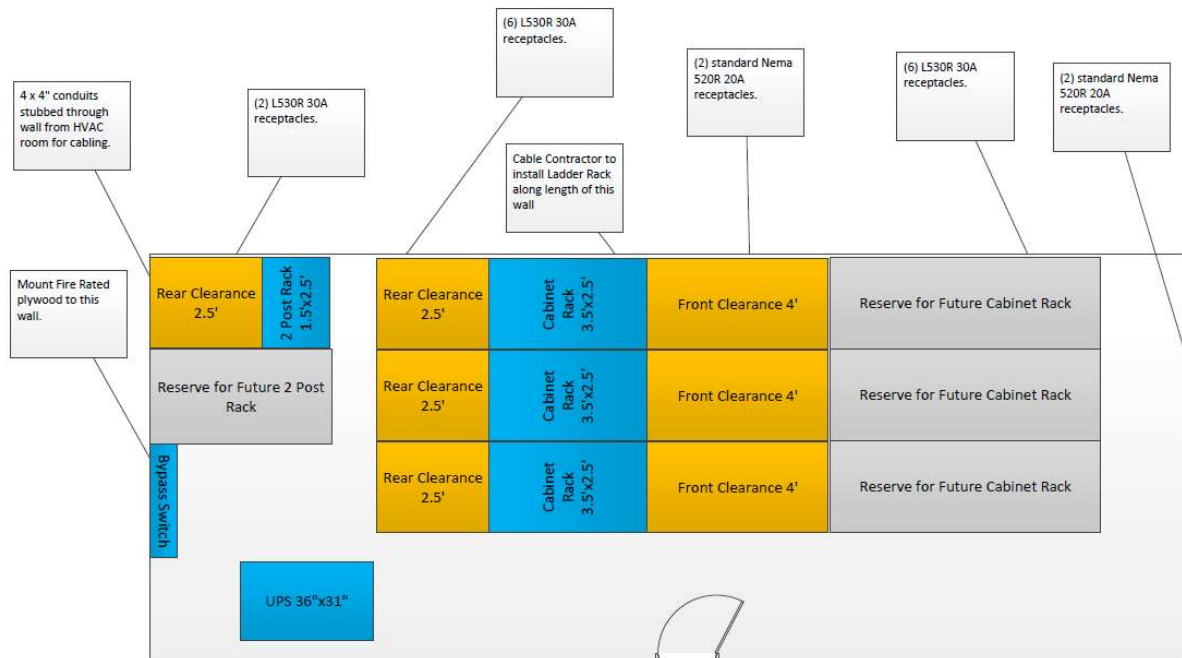 (6) L530R 30A
receptacles.
(2) standard Nema
520R 20A
receptacles.
(6) L530R 30A
receptacles.
(2) standard Nema
520R 20A
receptacles.
4 x 4" conduits
stubbed through
wall from HVAC
room for cabling.
(2) L530R 30A
receptacles.
Cable Contractor to
install Ladder Rack
along length of this
wall
Mount Fire Rated
plywood to this
wall.
Rear Clearance
2.5'
2 Post Rack
1.5'x2.5'
Rear Clearance
2.5'
Cabinet
Rack
3.5'x2.5'
Front Clearance 4'
Reserve for Future Cabinet Rack
Reserve for Future 2 Post
Rack
Rear Clearance
2.5'
Cabinet
Rack
3.5'x2.5'
Front Clearance 4'
Reserve for Future Cabinet Rack
Bypass Switch
Rear Clearance
2.5'
Cabinet
Rack
3.5'x2.5'
Front Clearance 4'
Reserve for Future Cabinet Rack
UPS 36"x31"